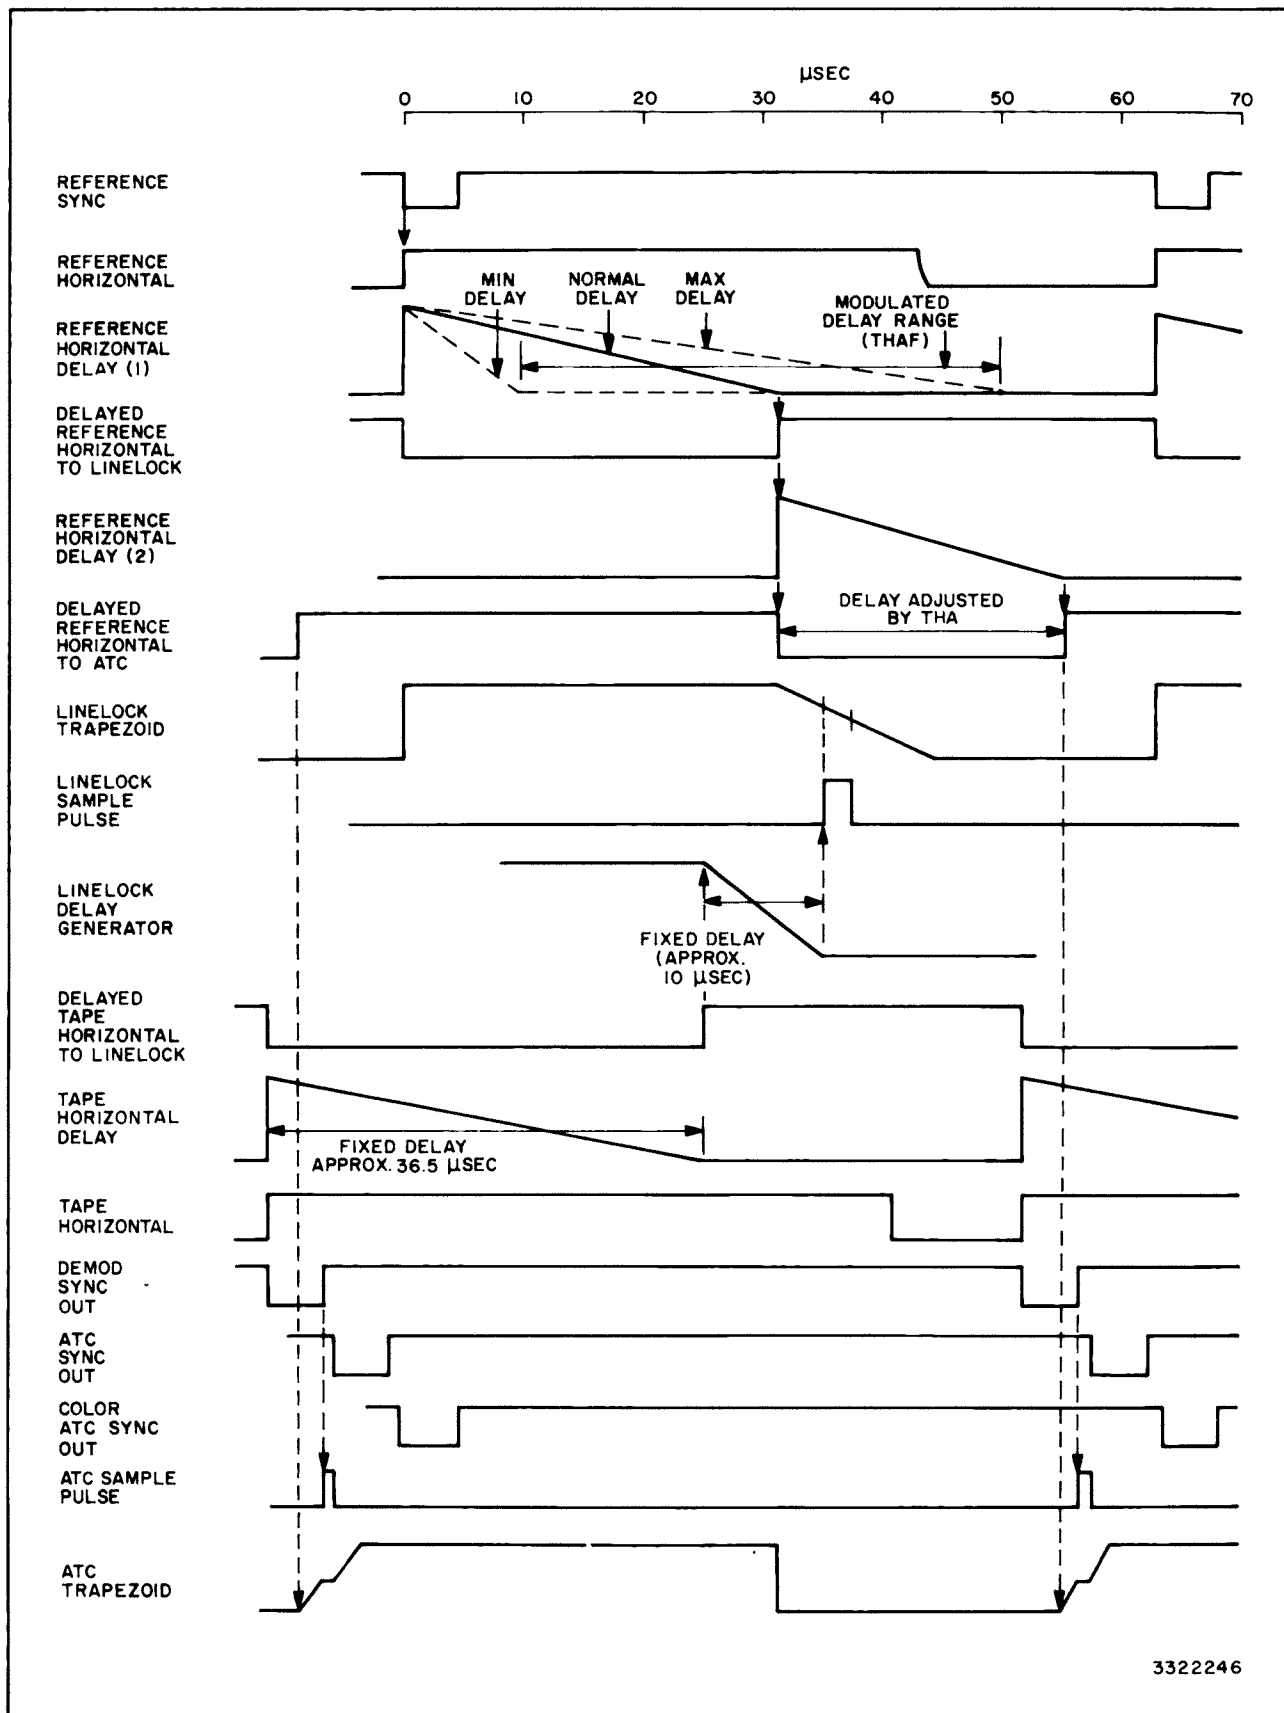 µSEC
0 10 20 30 40 50 60 70
REFERENCE
SYNC
REFERENCE
HORIZONTAL
MIN
DELAY
NORMAL
DELAY
MAX
DELAY
MODULATED
DELAY RANGE
(THAF)
REFERENCE
HORIZONTAL
DELAY (1)
DELAYED
REFERENCE
HORIZONTAL
TO LINELOCK
REFERENCE
HORIZONTAL
DELAY (2)
DELAYED
REFERENCE
HORIZONTAL
TO ATC
DELAY ADJUSTED
BY THA
LINELOCK
TRAPEZOID
LINELOCK
SAMPLE
PULSE
LINELOCK
DELAY
GENERATOR
FIXED DELAY
(APPROX.
10 µSEC)
DELAYED
TAPE
HORIZONTAL
TO LINELOCK
TAPE
HORIZONTAL
DELAY
FIXED DELAY
APPROX. 36.5 µSEC
TAPE
HORIZONTAL
DEMOD
SYNC
OUT
ATC
SYNC
OUT
COLOR
ATC SYNC
OUT
ATC SAMPLE
PULSE
ATC
TRAPEZOID
3322246